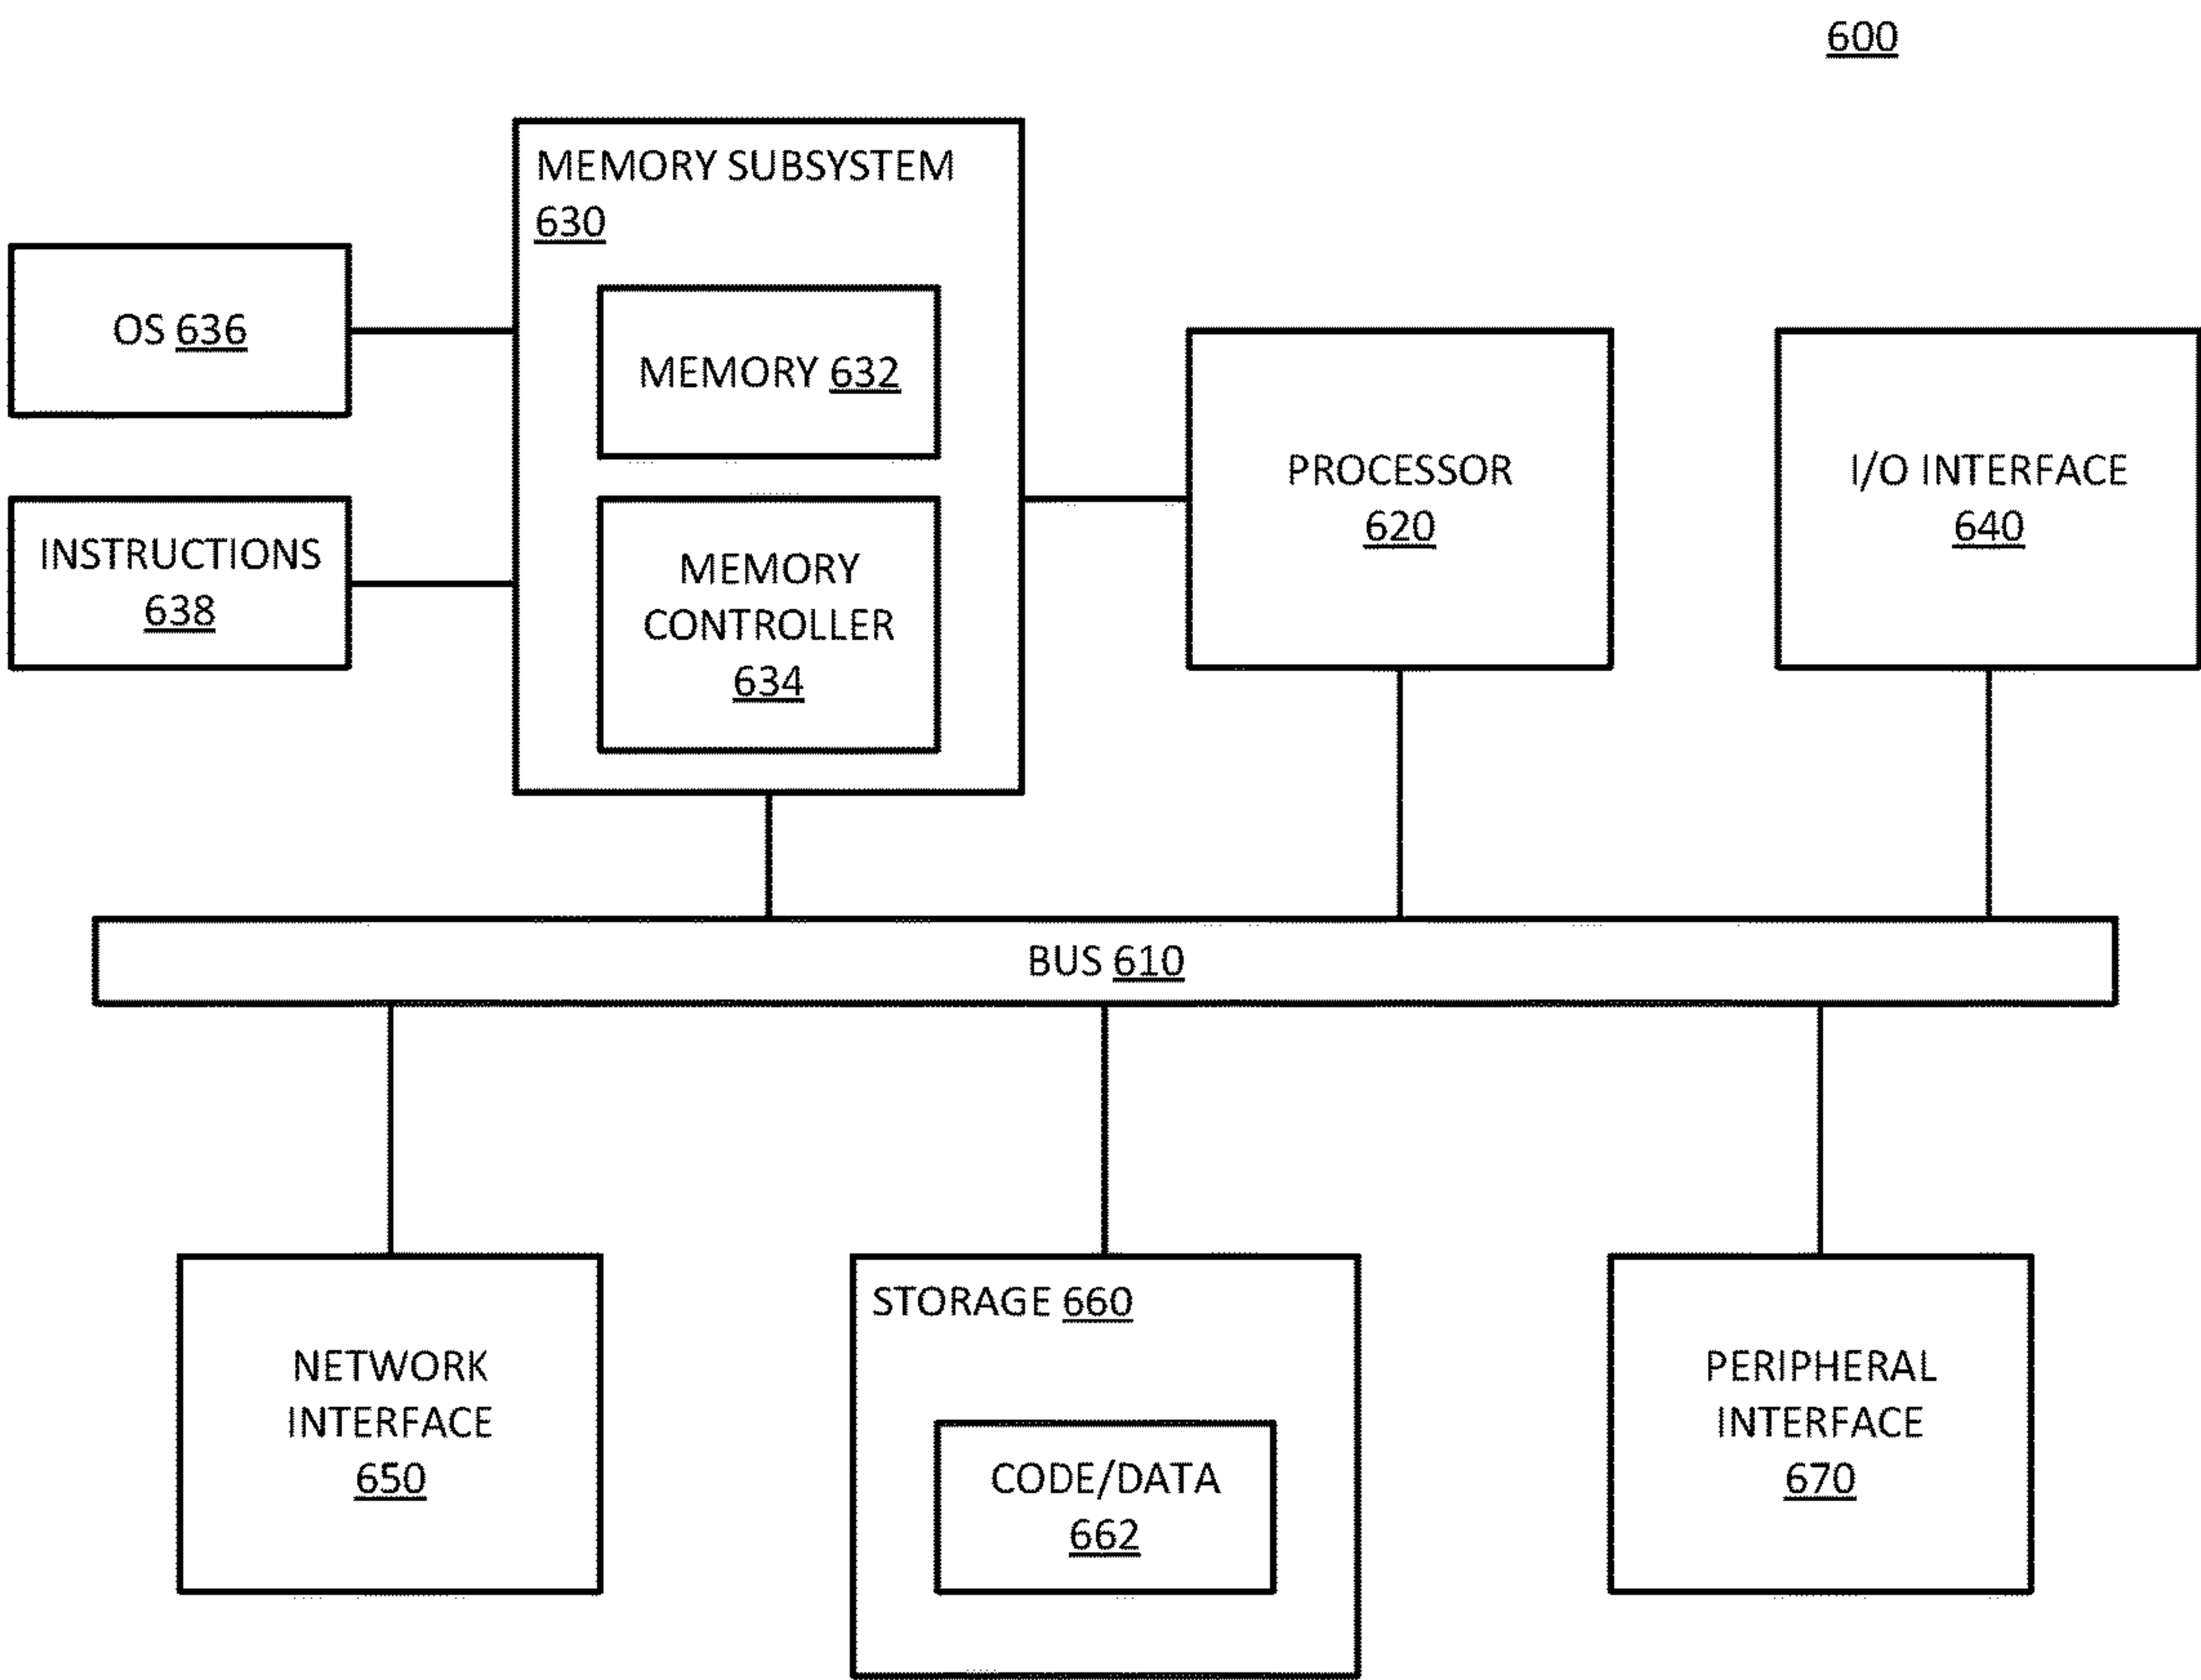 600
MEMORY SUBSYSTEM
630
OS 636
MEMORY 632
INSTRUCTIONS
638
MEMORY
CONTROLLER
634
PROCESSOR
620
I/O INTERFACE
640
BUS 610
NETWORK
INTERFACE
650
STORAGE 660
CODE/DATA
662
PERIPHERAL
INTERFACE
670